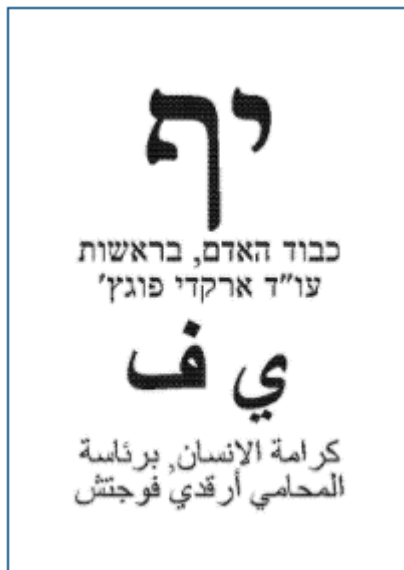 יף
כבוד האדם, בראשות
עו"ד ארקדי פוגץ'
ي ف
كرامة الانسان, برئاسة
المحامي أرقدي فوجتش